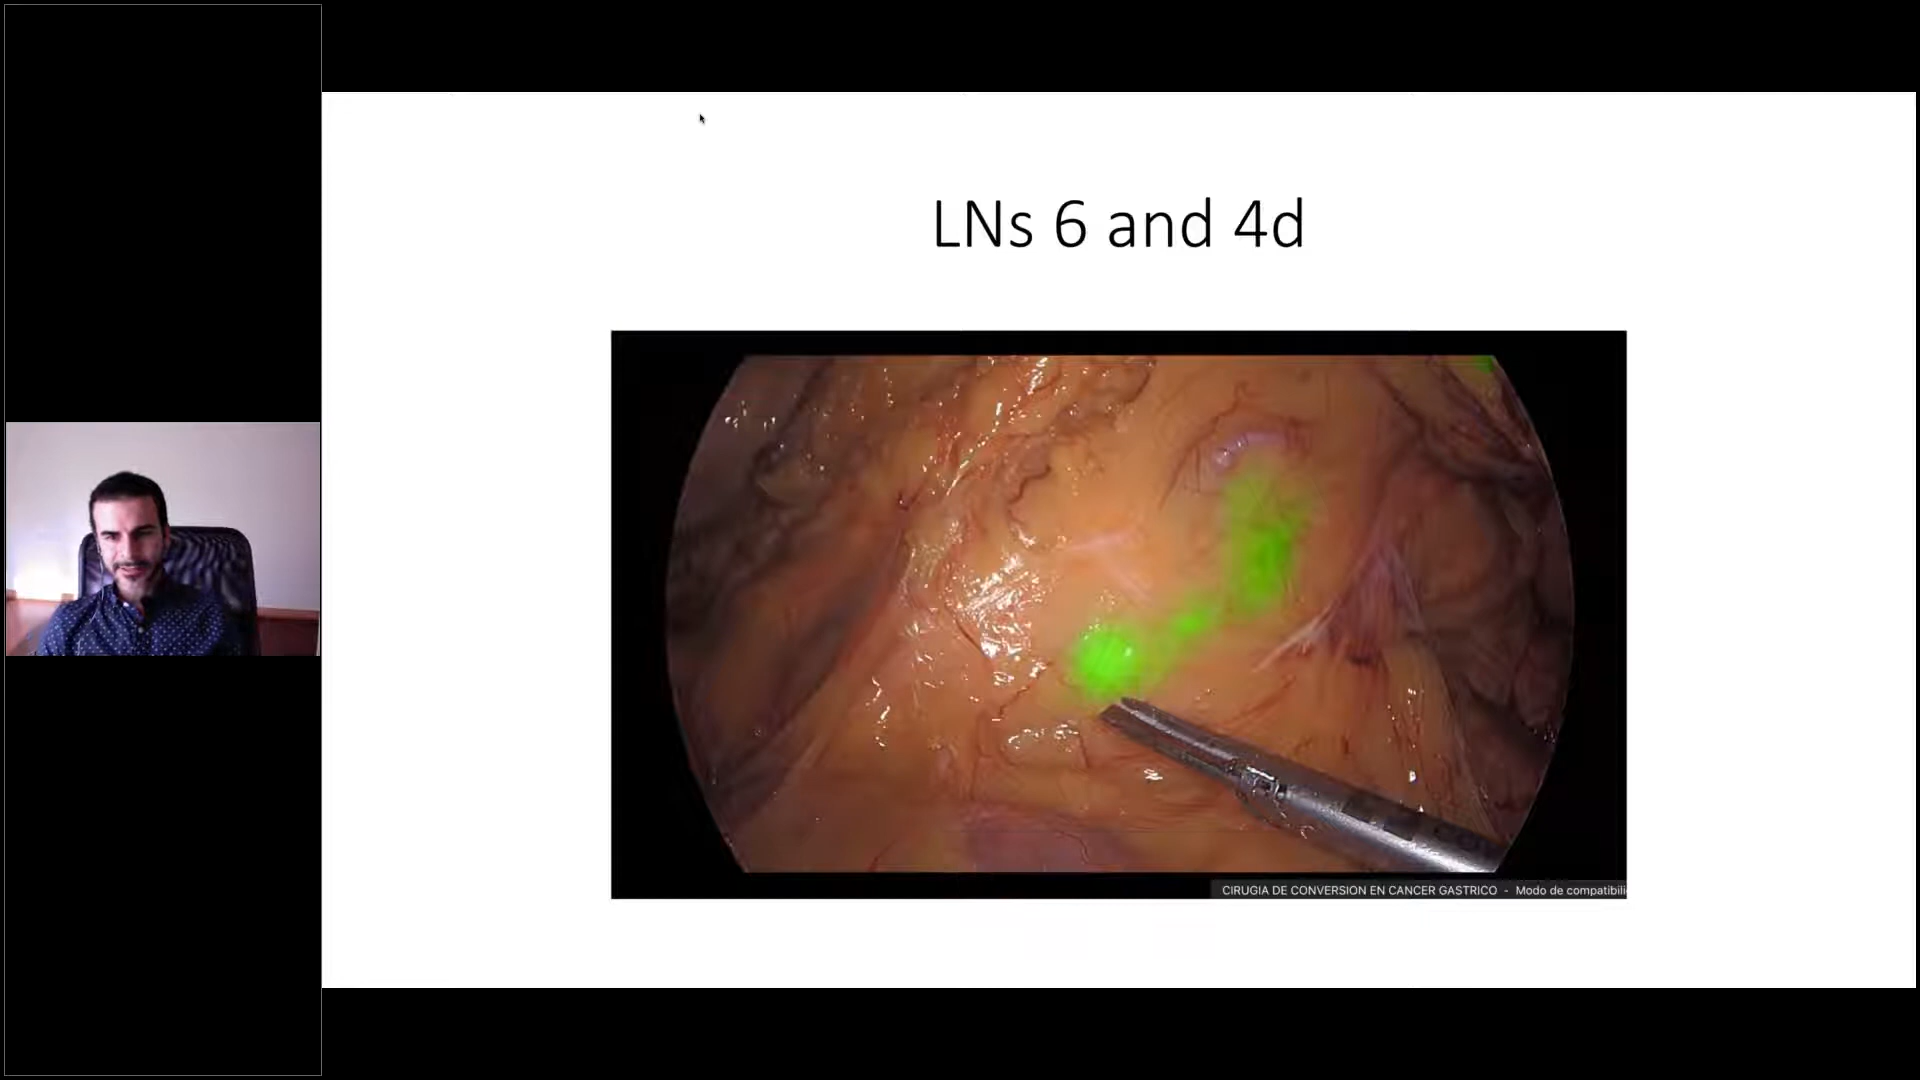 LNs 6 and 4d
CIRUGIA DE CONVERSION EN CANCER GASTRICO - Modo de compatibili